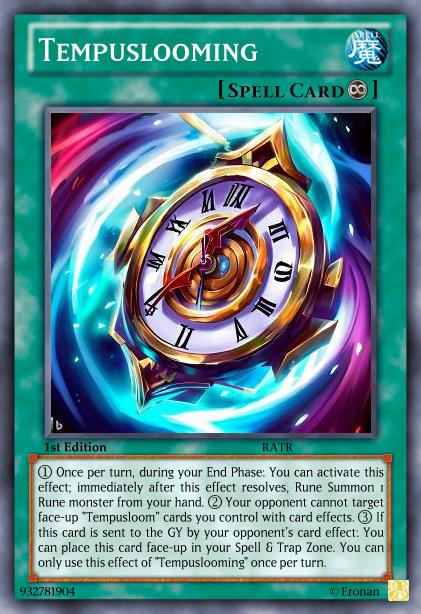 TEMPUSLOOMING
SPELL
魔
[SPELL CARD♾]
1st Edition
RATR
① Once per turn, during your End Phase: You can activate this
effect; immediately after this effect resolves, Rune Summon 1
Rune monster from your hand. ② Your opponent cannot target
face-up "Tempusloom" cards you control with card effects. ③ If
this card is sent to the GY by your opponent's card effect: You
can place this card face-up in your Spell & Trap Zone. You can
only use this effect of "Tempuslooming" once per turn.
932781904
© Eronan